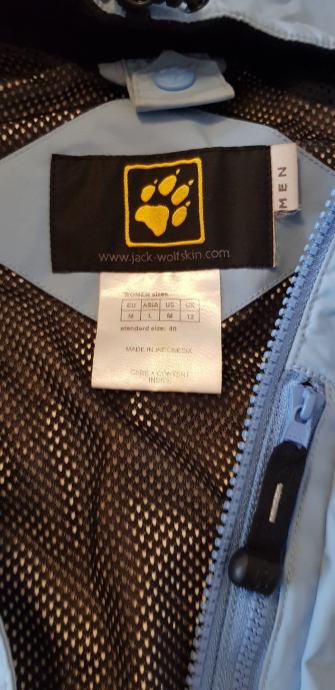 www.jack-wolfskin.com
MEN
WOMEN sizes:
EU ASIA US UK
M L M 12
standard size: 40
MADE IN INDONESIA
CARE & CONTENT
INSIDE